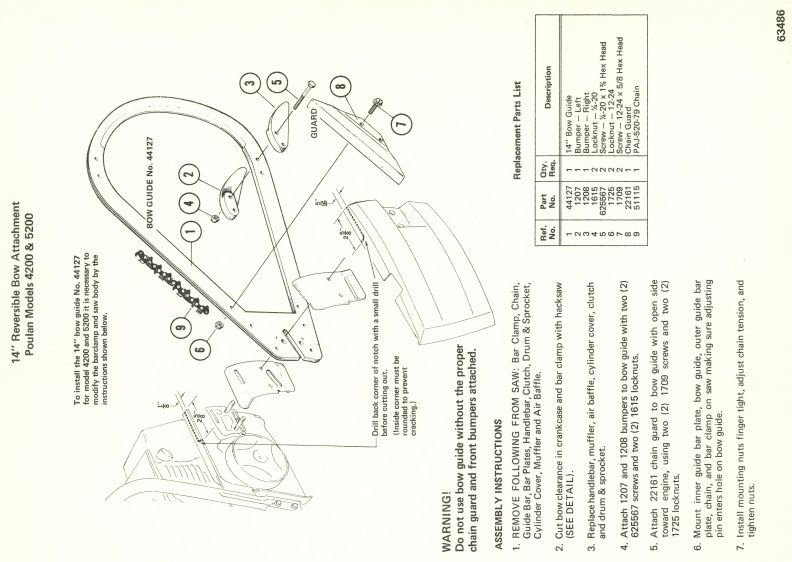 63486
14" Reversible Bow Attachment
Poulan Models 4200 & 5200
To install the 14" bow guide No. 44127
for model 4200 and 5200 it is necessary to
modify the barclamp and saw body by the
instructions shown below.
BOW GUIDE No. 44127
GUARD
1
2
3
4
5
6
7
8
9
Drill back corner of notch with a small drill
before cutting out.
(Inside corner must be
rounded to prevent
cracking.)
WARNING!
Do not use bow guide without the proper
chain guard and front bumpers attached.
ASSEMBLY INSTRUCTIONS
1. REMOVE FOLLOWING FROM SAW: Bar Clamp, Chain,
Guide Bar, Bar Plates, Handlebar, Clutch, Drum & Sprocket,
Cylinder Cover, Muffler and Air Baffle.
2. Cut bow clearance in crankcase and bar clamp with hacksaw
(SEE DETAIL).
3. Replace handlebar, muffler, air baffle, cylinder cover, clutch
and drum & sprocket.
4. Attach 1207 and 1208 bumpers to bow guide with two (2)
625567 screws and two (2) 1615 locknuts.
5. Attach 22161 chain guard to bow guide with open side
toward engine, using two (2) 1709 screws and two (2)
1725 locknuts.
6. Mount inner guide bar plate, bow guide, outer guide bar
plate, chain, and bar clamp on saw making sure adjusting
pin enters hole on bow guide.
7. Install mounting nuts finger tight, adjust chain tension, and
tighten nuts.
Replacement Parts List
Ref. No. Part No. Qty. Req. Description
1 44127 1 14" Bow Guide
2 1207 1 Bumper — Left
3 1208 1 Bumper — Right
4 1615 2 Locknut — ¼-20
5 625567 2 Screw — ¼-20 x 1¾ Hex Head
6 1725 2 Locknut — 12-24
7 1709 2 Screw — 12-24 x 5/8 Hex Head
8 22161 1 Chain Guard
9 51115 1 PAJ-520-79 Chain